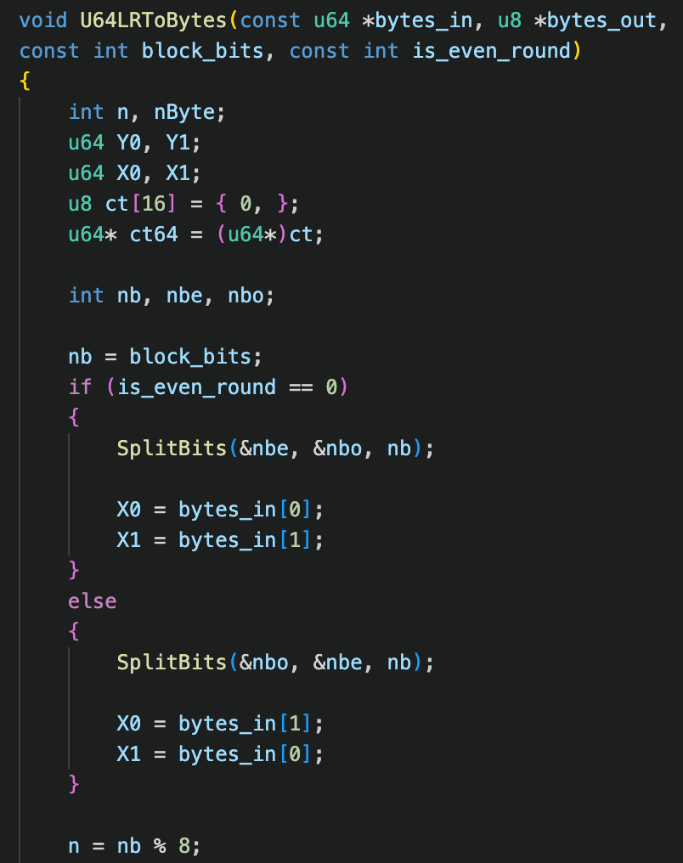 void U64LRToBytes(const u64 *bytes_in, u8 *bytes_out,
const int block_bits, const int is_even_round)
{
    int n, nByte;
    u64 Y0, Y1;
    u64 X0, X1;
    u8 ct[16] = { 0, };
    u64* ct64 = (u64*)ct;

    int nb, nbe, nbo;

    nb = block_bits;
    if (is_even_round == 0)
    {
        SplitBits(&nbe, &nbo, nb);

        X0 = bytes_in[0];
        X1 = bytes_in[1];
    }
    else
    {
        SplitBits(&nbo, &nbe, nb);

        X0 = bytes_in[1];
        X1 = bytes_in[0];
    }

    n = nb % 8;